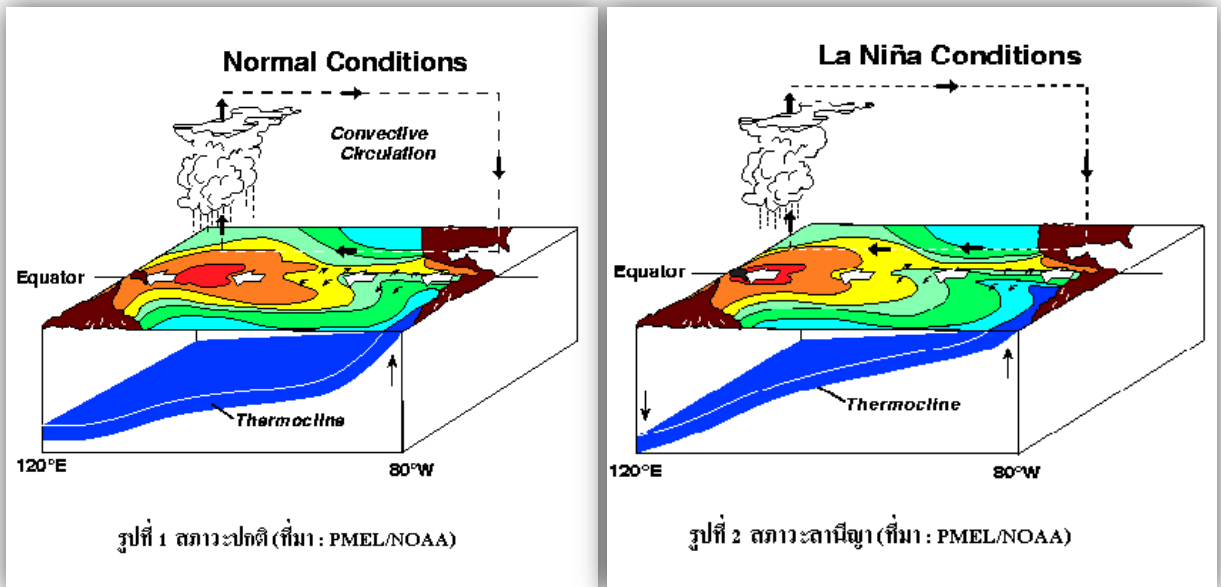 Normal Conditions
Convective
Circulation
Equator
Thermocline
120°E
80°W
รูปที่ 1 สภาวะปกติ (ที่มา : PMEL/NOAA)
La Niña Conditions
Equator
Thermocline
120°E
80°W
รูปที่ 2 สภาวะลานีญา (ที่มา : PMEL/NOAA)